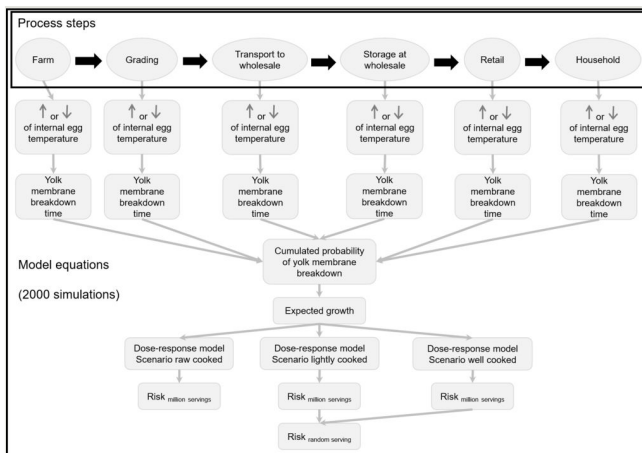 Process steps
Farm
Grading
Transport to
wholesale
Storage at
wholesale
Retail
Household
↑ or ↓
of internal egg
temperature
↑ or ↓
of internal egg
temperature
↑ or ↓
of internal egg
temperature
↑ or ↓
of internal egg
temperature
↑ or ↓
of internal egg
temperature
↑ or ↓
of internal egg
temperature
Yolk
membrane
breakdown
time
Yolk
membrane
breakdown
time
Yolk
membrane
breakdown
time
Yolk
membrane
breakdown
time
Yolk
membrane
breakdown
time
Yolk
membrane
breakdown
time
Model equations
(2000 simulations)
Cumulated probability
of yolk membrane
breakdown
Expected growth
Dose-response model
Scenario raw cooked
Dose-response model
Scenario lightly cooked
Dose-response model
Scenario well cooked
Risk million servings
Risk million servings
Risk million servings
Risk random serving